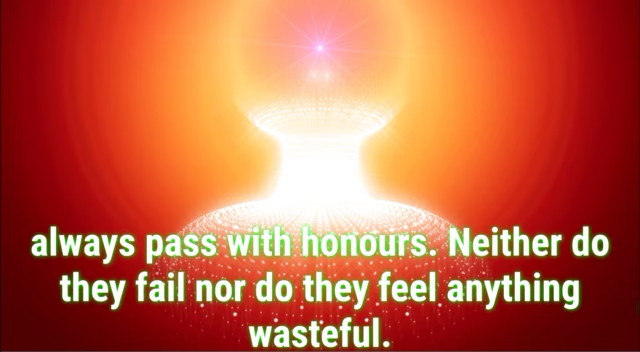 always pass with honours. Neither do
they fail nor do they feel anything
wasteful.